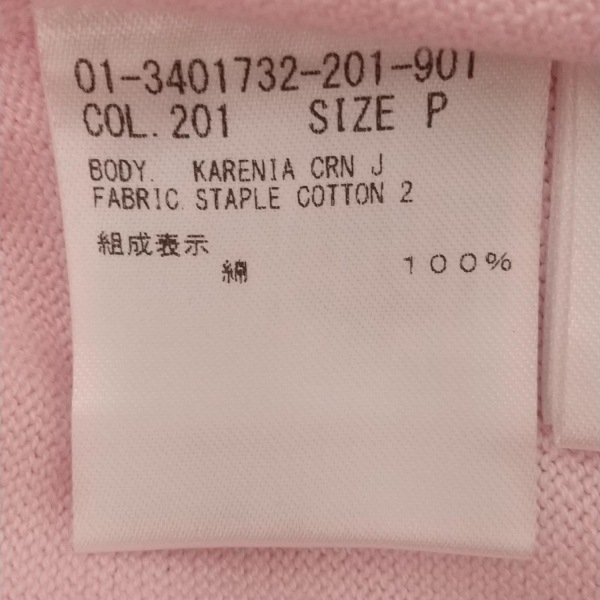 01-3401732-201-901
COL. 201 SIZE P
BODY. KARENIA CRN J
FABRIC. STAPLE COTTON 2
組成表示
綿 100%